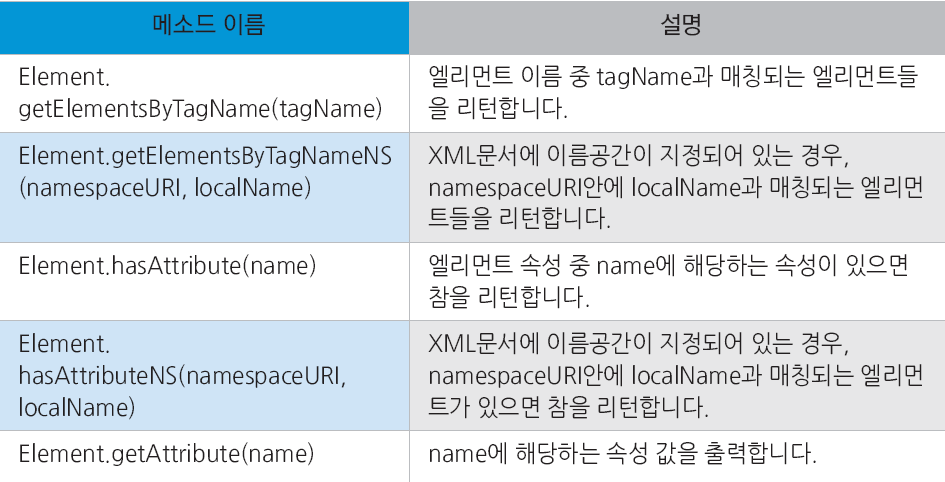 메소드 이름
설명
Element.
getElementsByTagName(tagName)
엘리먼트 이름 중 tagName과 매칭되는 엘리먼트들
을 리턴합니다.
Element.getElementsByTagNameNS
(namespaceURI, localName)
XML문서에 이름공간이 지정되어 있는 경우,
namespaceURI안에 localName과 매칭되는 엘리먼
트들을 리턴합니다.
Element.hasAttribute(name)
엘리먼트 속성 중 name에 해당하는 속성이 있으면
참을 리턴합니다.
Element.
hasAttributeNS(namespaceURI,
localName)
XML문서에 이름공간이 지정되어 있는 경우,
namespaceURI안에 localName과 매칭되는 엘리먼
트가 있으면 참을 리턴합니다.
Element.getAttribute(name)
name에 해당하는 속성 값을 출력합니다.